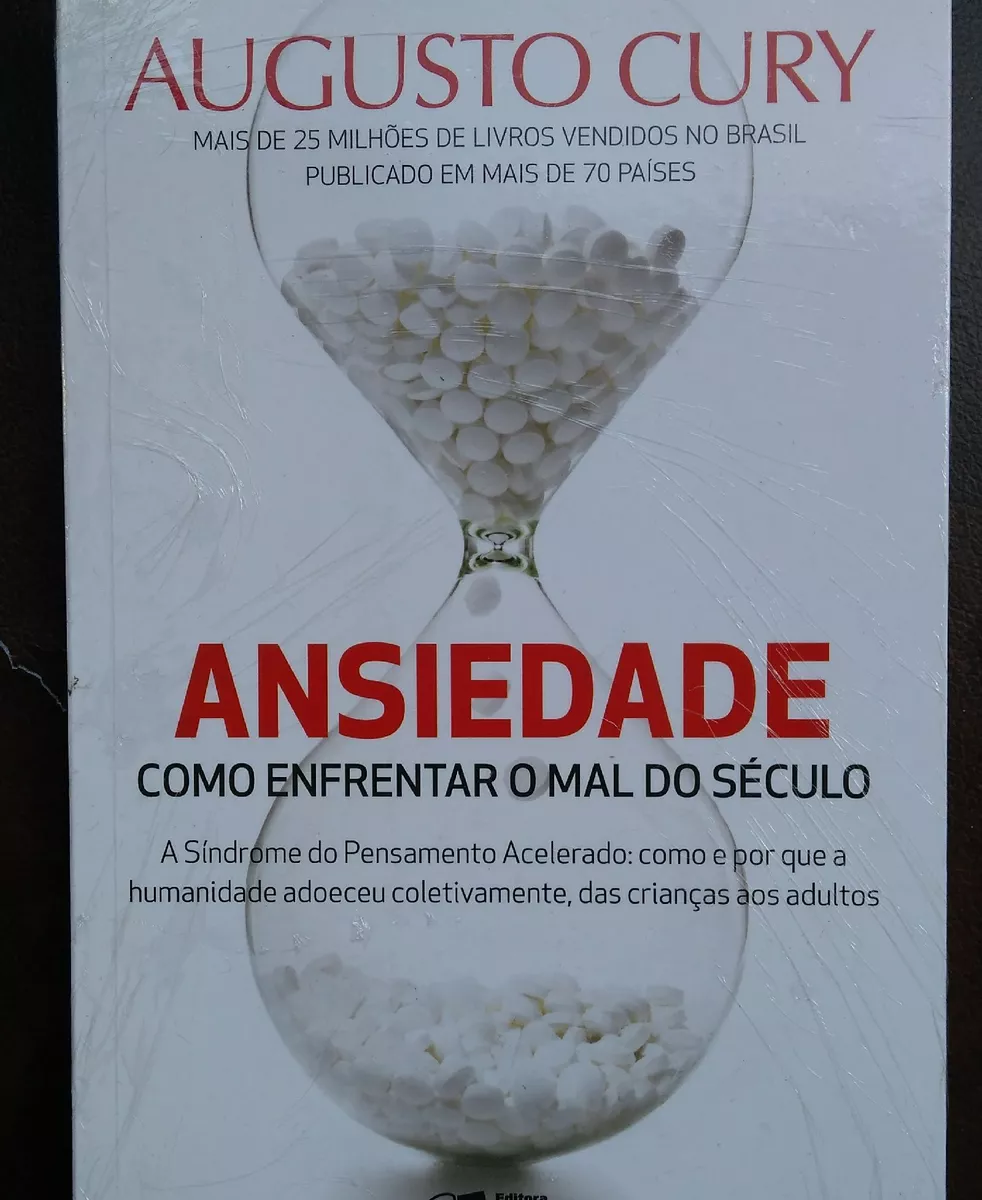 AUGUSTO CURY
MAIS DE 25 MILHÕES DE LIVROS VENDIDOS NO BRASIL
PUBLICADO EM MAIS DE 70 PAÍSES
ANSIEDADE
COMO ENFRENTAR O MAL DO SÉCULO
A Síndrome do Pensamento Acelerado: como e por que a
humanidade adoeceu coletivamente, das crianças aos adultos
Editora